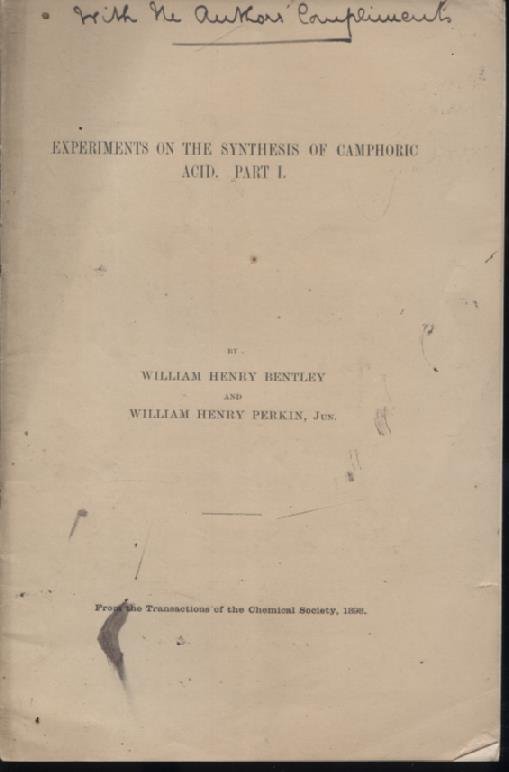 With the Authors' Compliments
EXPERIMENTS ON THE SYNTHESIS OF CAMPHORIC
ACID. PART I.
BY
WILLIAM HENRY BENTLEY
AND
WILLIAM HENRY PERKIN, JUN.
From the Transactions of the Chemical Society, 1898.